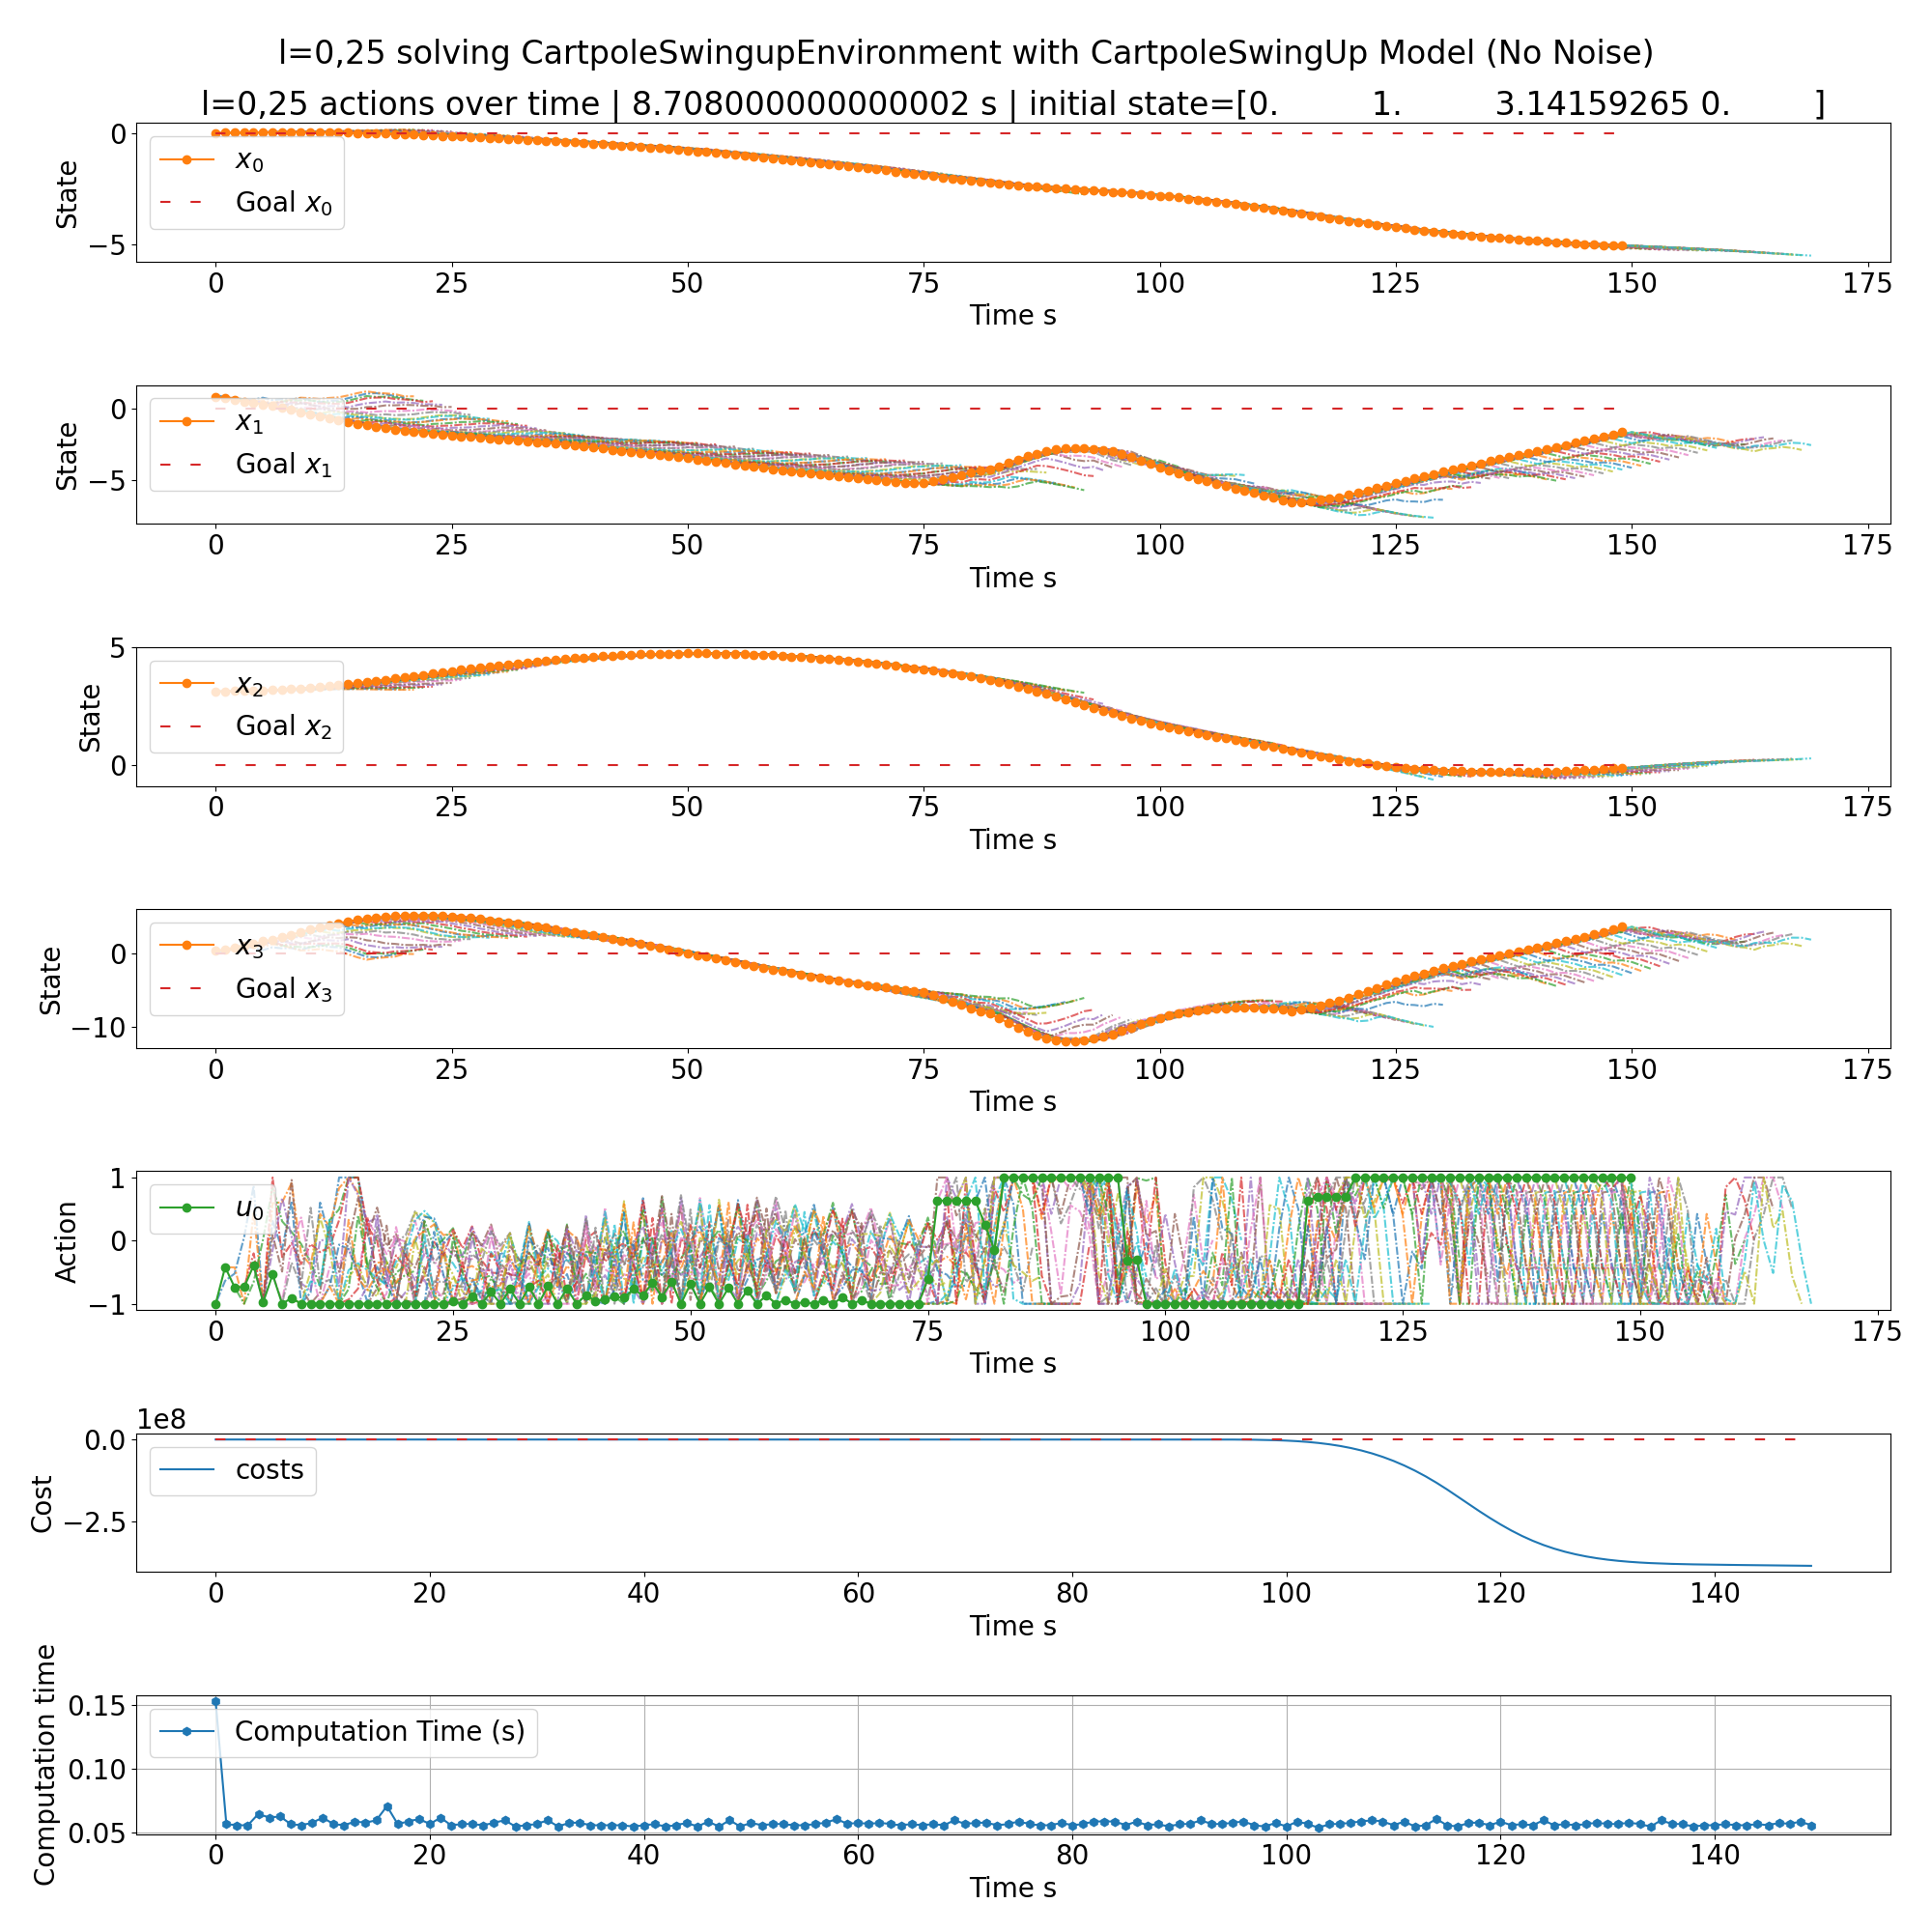 l=0,25 solving CartpoleSwingupEnvironment with CartpoleSwingUp Model (No Noise)
l=0,25 actions over time | 8.708000000000002 s | initial state=[0. 1. 3.14159265 0. ]
State
0
−5
x₀
Goal x₀
0 25 50 75 100 125 150 175
Time s
State
0
−5
x₁
Goal x₁
0 25 50 75 100 125 150 175
Time s
State
5
0
x₂
Goal x₂
0 25 50 75 100 125 150 175
Time s
State
0
−10
x₃
Goal x₃
0 25 50 75 100 125 150 175
Time s
Action
1
0
−1
u₀
0 25 50 75 100 125 150 175
Time s
1e8
Cost
0.0
−2.5
costs
0 20 40 60 80 100 120 140
Time s
Computation time
0.15
0.10
0.05
Computation Time (s)
0 20 40 60 80 100 120 140
Time s